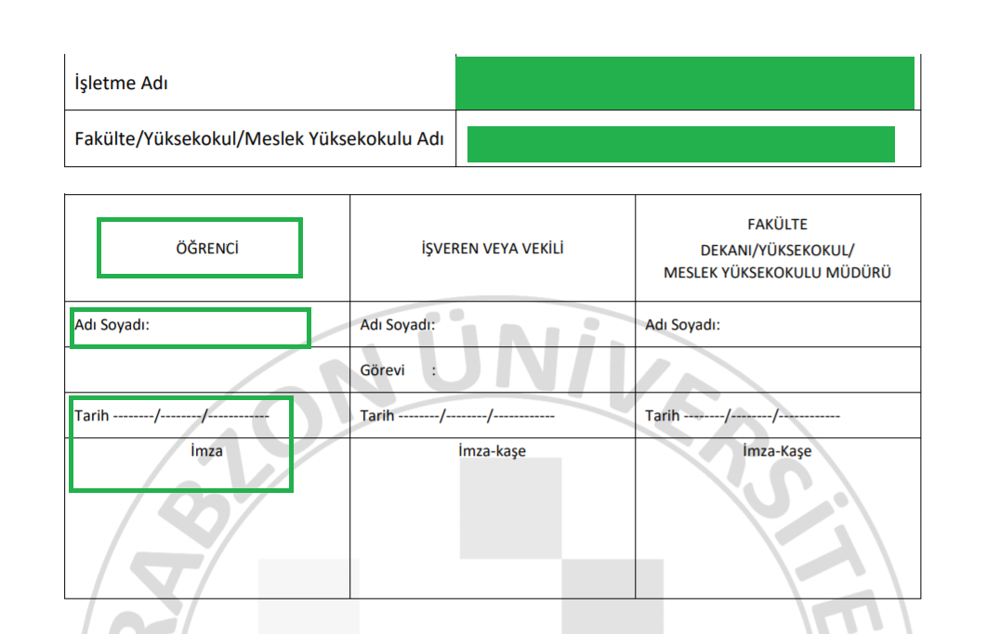 İşletme Adı
Fakülte/Yüksekokul/Meslek Yüksekokulu Adı
ÖĞRENCİ
İŞVEREN VEYA VEKİLİ
FAKÜLTE
DEKANI/YÜKSEKOKUL/
MESLEK YÜKSEKOKULU MÜDÜRÜ
Adı Soyadı:
Adı Soyadı:
Adı Soyadı:
Görevi :
Tarih --------/--------/------------
Tarih --------/--------/------------
Tarih --------/--------/------------
İmza
İmza-kaşe
İmza-Kaşe
RABZON ÜNİVERSİTE